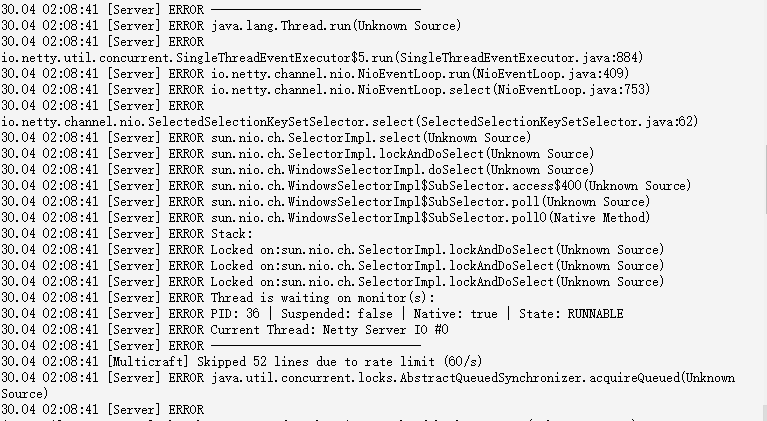 30.04 02:08:41 [Server] ERROR ------------------------------
30.04 02:08:41 [Server] ERROR java.lang.Thread.run(Unknown Source)
30.04 02:08:41 [Server] ERROR
io.netty.util.concurrent.SingleThreadEventExecutor$5.run(SingleThreadEventExecutor.java:884)
30.04 02:08:41 [Server] ERROR io.netty.channel.nio.NioEventLoop.run(NioEventLoop.java:409)
30.04 02:08:41 [Server] ERROR io.netty.channel.nio.NioEventLoop.select(NioEventLoop.java:753)
30.04 02:08:41 [Server] ERROR
io.netty.channel.nio.SelectedSelectionKeySetSelector.select(SelectedSelectionKeySetSelector.java:62)
30.04 02:08:41 [Server] ERROR sun.nio.ch.SelectorImpl.select(Unknown Source)
30.04 02:08:41 [Server] ERROR sun.nio.ch.SelectorImpl.lockAndDoSelect(Unknown Source)
30.04 02:08:41 [Server] ERROR sun.nio.ch.WindowsSelectorImpl.doSelect(Unknown Source)
30.04 02:08:41 [Server] ERROR sun.nio.ch.WindowsSelectorImpl$SubSelector.access$400(Unknown Source)
30.04 02:08:41 [Server] ERROR sun.nio.ch.WindowsSelectorImpl$SubSelector.poll(Unknown Source)
30.04 02:08:41 [Server] ERROR sun.nio.ch.WindowsSelectorImpl$SubSelector.poll0(Native Method)
30.04 02:08:41 [Server] ERROR Stack:
30.04 02:08:41 [Server] ERROR Locked on:sun.nio.ch.SelectorImpl.lockAndDoSelect(Unknown Source)
30.04 02:08:41 [Server] ERROR Locked on:sun.nio.ch.SelectorImpl.lockAndDoSelect(Unknown Source)
30.04 02:08:41 [Server] ERROR Locked on:sun.nio.ch.SelectorImpl.lockAndDoSelect(Unknown Source)
30.04 02:08:41 [Server] ERROR Thread is waiting on monitor(s):
30.04 02:08:41 [Server] ERROR PID: 36 | Suspended: false | Native: true | State: RUNNABLE
30.04 02:08:41 [Server] ERROR Current Thread: Netty Server IO #0
30.04 02:08:41 [Server] ERROR ------------------------------
30.04 02:08:41 [Multicraft] Skipped 52 lines due to rate limit (60/s)
30.04 02:08:41 [Server] ERROR java.util.concurrent.locks.AbstractQueuedSynchronizer.acquireQueued(Unknown
Source)
30.04 02:08:41 [Server] ERROR